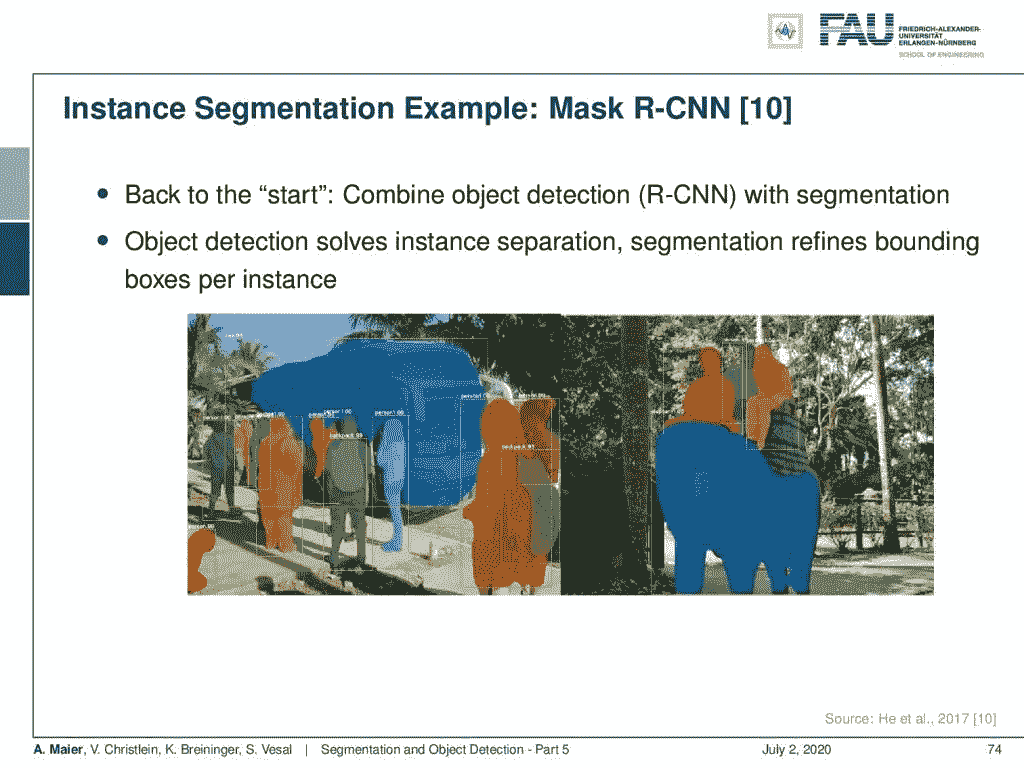 FAU
FRIEDRICH-ALEXANDER-
UNIVERSITÄT
ERLANGEN-NÜRNBERG
SCHOOL OF ENGINEERING
Instance Segmentation Example: Mask R-CNN [10]
• Back to the “start”: Combine object detection (R-CNN) with segmentation
• Object detection solves instance separation, segmentation refines bounding
boxes per instance
Source: He et al., 2017 [10]
A. Maier, V. Christlein, K. Breininger, S. Vesal | Segmentation and Object Detection - Part 5 July 2, 2020 74